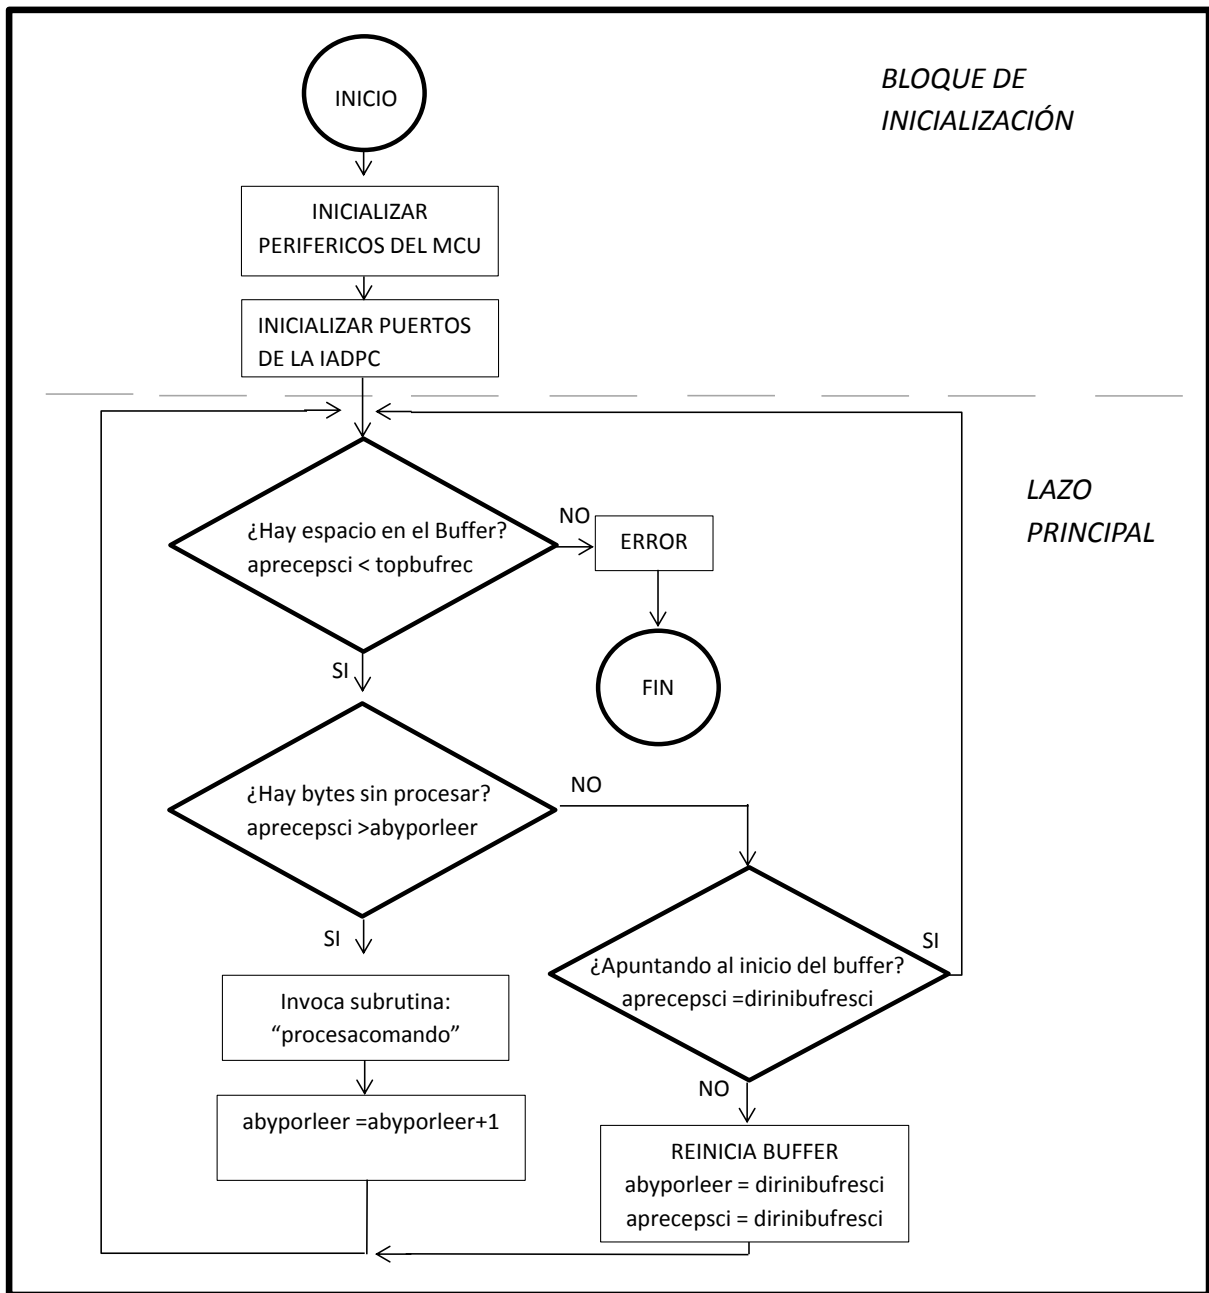 INICIO
BLOQUE DE
INICIALIZACIÓN
INICIALIZAR
PERIFERICOS DEL MCU
INICIALIZAR PUERTOS
DE LA IADPC
LAZO
PRINCIPAL
¿Hay espacio en el Buffer?
aprecepsci < topbufrec
NO
ERROR
SI
FIN
¿Hay bytes sin procesar?
aprecepsci >abyporleer
NO
SI
¿Apuntando al inicio del buffer?
aprecepsci =dirinibufresci
SI
Invoca subrutina:
“procesacomando”
NO
abyporleer =abyporleer+1
REINICIA BUFFER
abyporleer = dirinibufresci
aprecepsci = dirinibufresci